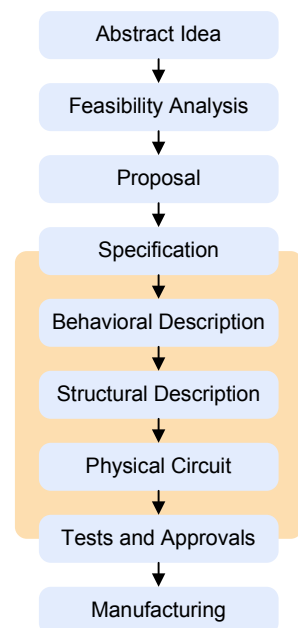 Abstract Idea
Feasibility Analysis
Proposal
Specification
Behavioral Description
Structural Description
Physical Circuit
Tests and Approvals
Manufacturing